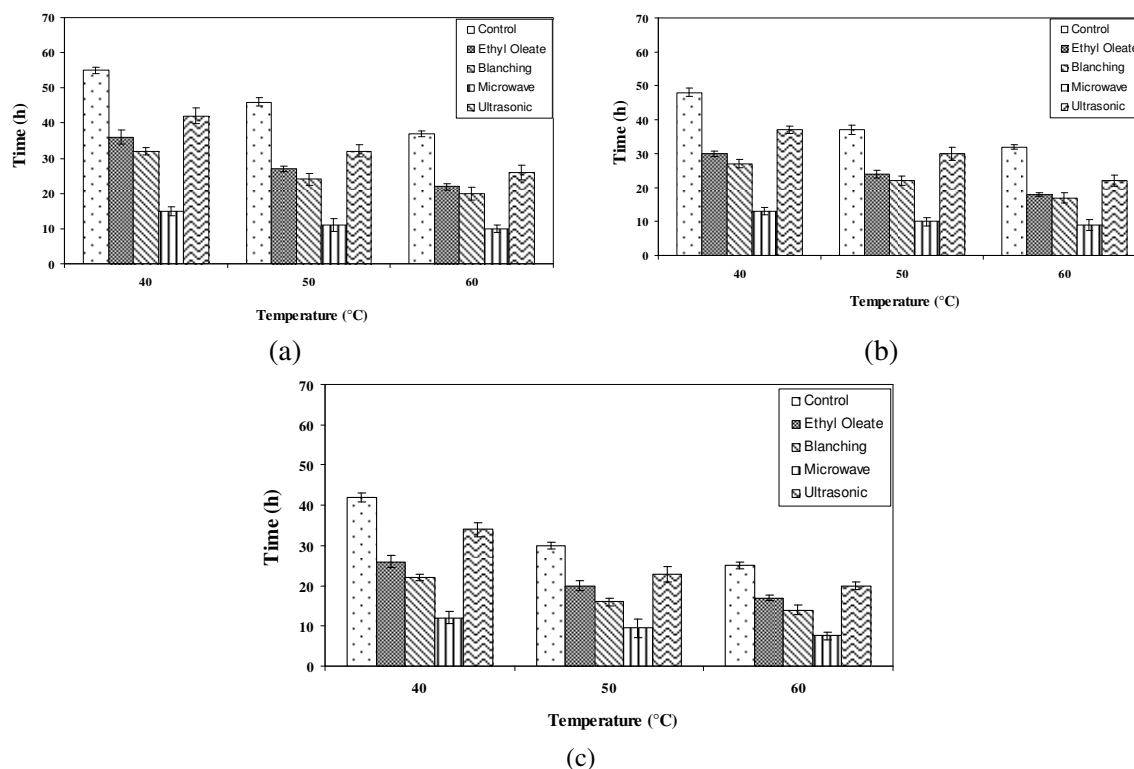 70
60
50
40
30
20
10
0
Time (h)
40
50
60
Temperature (°C)
Control
Ethyl Oleate
Blanching
Microwave
Ultrasonic
(a)
70
60
50
40
30
20
10
0
Time (h)
40
50
60
Temperature (°C)
Control
Ethyl Oleate
Blanching
Microwave
Ultrasonic
(b)
70
60
50
40
30
20
10
0
Time (h)
40
50
60
Temperature (°C)
Control
Ethyl Oleate
Blanching
Microwave
Ultrasonic
(c)